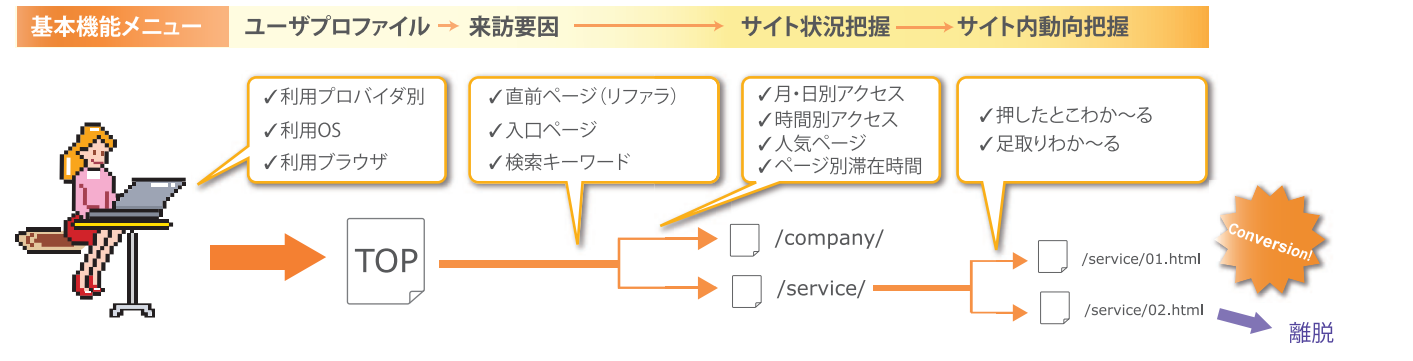 基本機能メニュー
ユーザプロファイル → 来訪要因 → サイト状況把握 → サイト内動向把握
✓利用プロバイダ別
✓利用OS
✓利用ブラウザ
✓直前ページ(リファラ)
✓入口ページ
✓検索キーワード
✓月・日別アクセス
✓時間別アクセス
✓人気ページ
✓ページ別滞在時間
✓押したとこわか～る
✓足取りわか～る
TOP
/company/
/service/
/service/01.html
/service/02.html
Conversion!
離脱